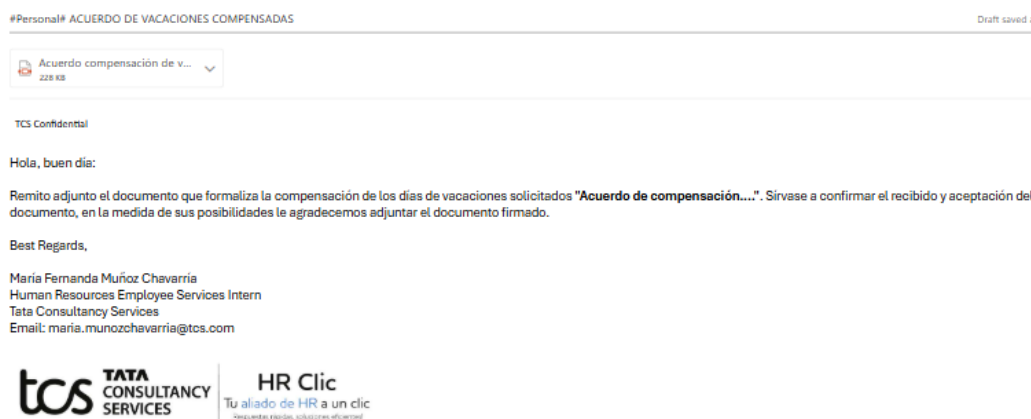 #Personal# ACUERDO DE VACACIONES COMPENSADAS
Draft saved
Acuerdo compensación de v...
228 KB
TCS Confidential
Hola, buen día:
Remito adjunto el documento que formaliza la compensación de los días de vacaciones solicitados "Acuerdo de compensación....". Sírvase a confirmar el recibido y aceptación del
documento, en la medida de sus posibilidades le agradecemos adjuntar el documento firmado.
Best Regards,
María Fernanda Muñoz Chavarría
Human Resources Employee Services Intern
Tata Consultancy Services
Email: maria.munozchavarria@tcs.com
tcs TATA
CONSULTANCY
SERVICES
HR Clic
Tu aliado de HR a un clic
Respuestas rápidas, soluciones eficientes!